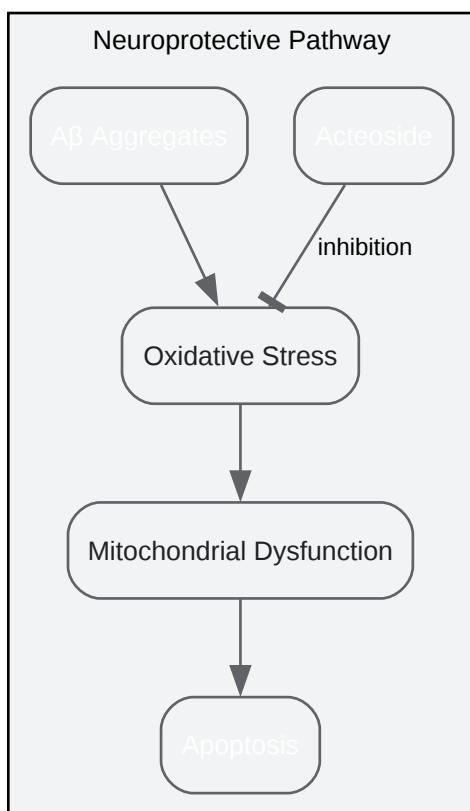 Neuroprotective Pathway
Aβ Aggregates
Acteoside
inhibition
Oxidative Stress
Mitochondrial Dysfunction
Apoptosis